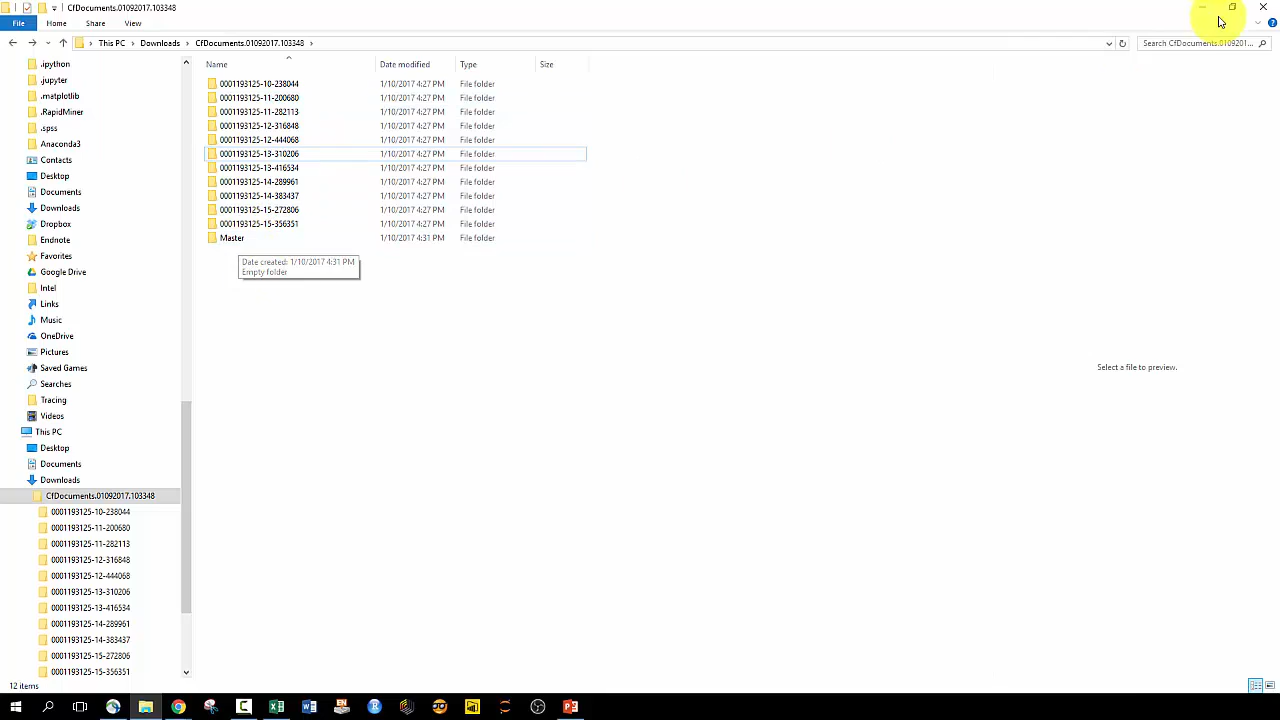 CfDocuments.01092017.103348
File Home Share View
This PC Downloads CfDocuments.01092017.103348 Search CfDocuments.0109201...
Name Date modified Type Size
.ipython
.jupyter
.matplotlib
.RapidMiner
.spss
Anaconda3
Contacts
Desktop
Documents
Downloads
Dropbox
Endnote
Favorites
Google Drive
Intel
Links
Music
OneDrive
Pictures
Saved Games
Searches
Tracing
Videos
This PC
Desktop
Documents
Downloads
CfDocuments.01092017.103348
0001193125-10-238044
0001193125-11-200680
0001193125-11-282113
0001193125-12-316848
0001193125-12-444068
0001193125-13-310206
0001193125-13-416534
0001193125-14-289961
0001193125-14-383437
0001193125-15-272806
0001193125-15-356351
0001193125-10-238044 1/10/2017 4:27 PM File folder
0001193125-11-200680 1/10/2017 4:27 PM File folder
0001193125-11-282113 1/10/2017 4:27 PM File folder
0001193125-12-316848 1/10/2017 4:27 PM File folder
0001193125-12-444068 1/10/2017 4:27 PM File folder
0001193125-13-310206 1/10/2017 4:27 PM File folder
0001193125-13-416534 1/10/2017 4:27 PM File folder
0001193125-14-289961 1/10/2017 4:27 PM File folder
0001193125-14-383437 1/10/2017 4:27 PM File folder
0001193125-15-272806 1/10/2017 4:27 PM File folder
0001193125-15-356351 1/10/2017 4:27 PM File folder
Master 1/10/2017 4:31 PM File folder
Date created: 1/10/2017 4:31 PM
Empty folder
Select a file to preview.
12 items